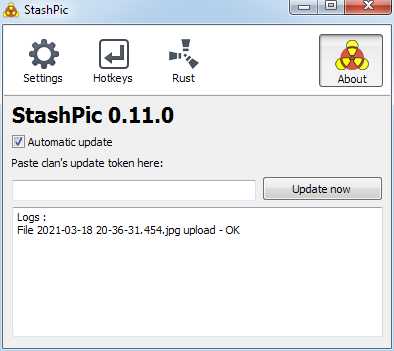 StashPic
Settings
Hotkeys
Rust
About
StashPic 0.11.0
Automatic update
Paste clan's update token here:
Update now
Logs :
File 2021-03-18 20-36-31.454.jpg upload - OK